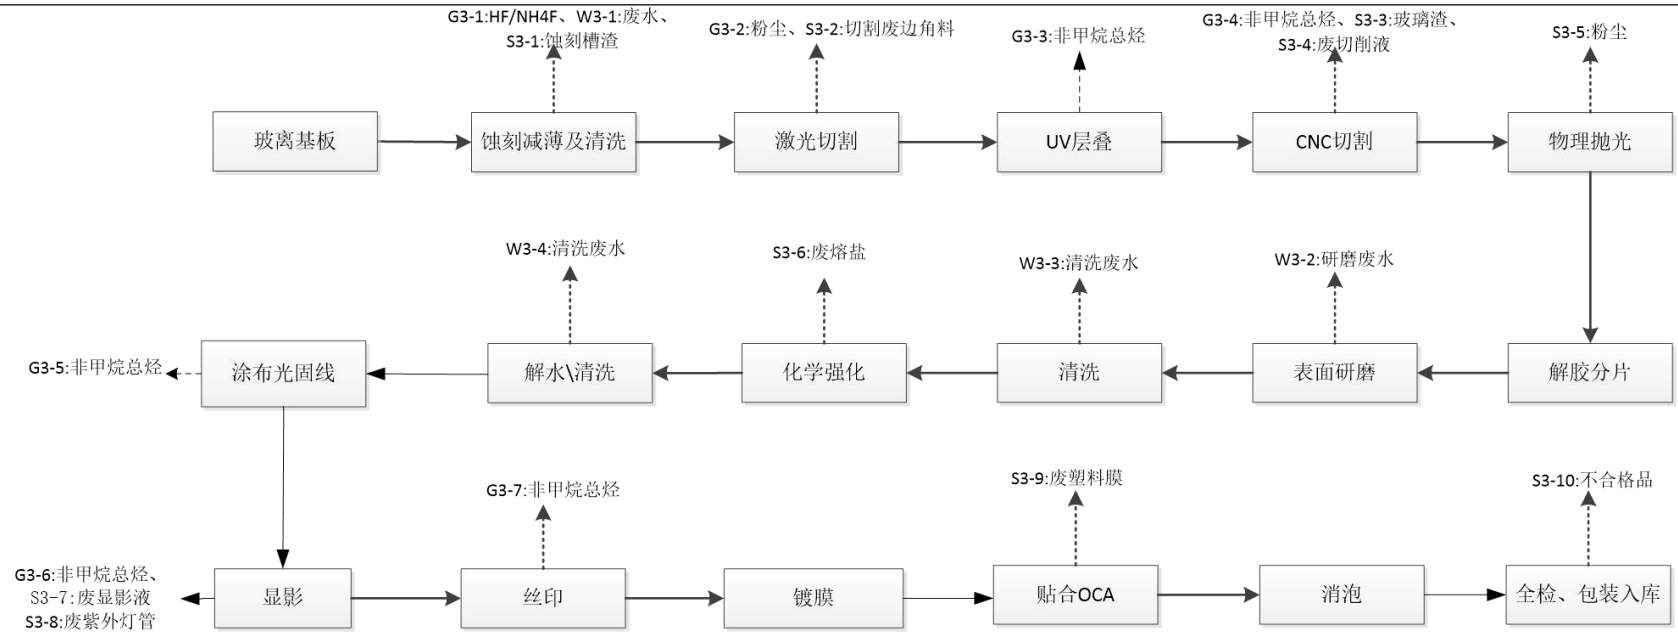 G3-1:HF/NH4F、W3-1:废水、
S3-1:蚀刻槽渣
G3-2:粉尘、S3-2:切割废边角料
G3-3:非甲烷总烃
G3-4:非甲烷总烃、S3-3:玻璃渣、
S3-4:废切削液
S3-5:粉尘
玻离基板
蚀刻减薄及清洗
激光切割
UV层叠
CNC切割
物理抛光
W3-4:清洗废水
S3-6:废熔盐
W3-3:清洗废水
W3-2:研磨废水
G3-5:非甲烷总烃
涂布光固线
解水\清洗
化学强化
清洗
表面研磨
解胶分片
G3-7:非甲烷总烃
S3-9:废塑料膜
S3-10:不合格品
G3-6:非甲烷总烃、
S3-7:废显影液
S3-8:废紫外灯管
显影
丝印
镀膜
贴合OCA
消泡
全检、包装入库